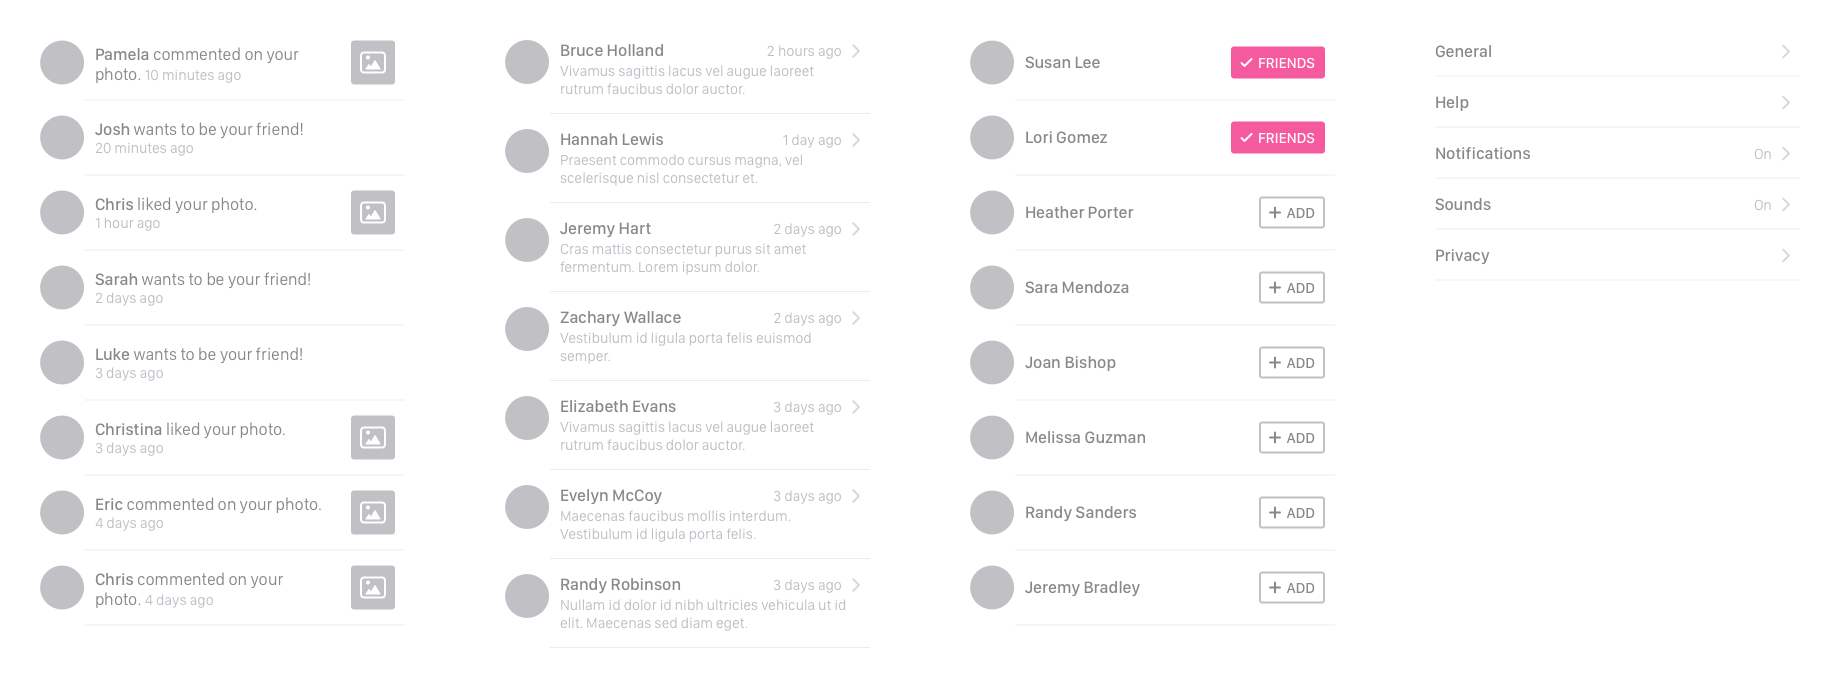 Pamela commented on your
photo. 10 minutes ago
Josh wants to be your friend!
20 minutes ago
Chris liked your photo.
1 hour ago
Sarah wants to be your friend!
2 days ago
Luke wants to be your friend!
3 days ago
Christina liked your photo.
3 days ago
Eric commented on your photo.
4 days ago
Chris commented on your
photo. 4 days ago
Bruce Holland 2 hours ago
Vivamus sagittis lacus vel augue laoreet
rutrum faucibus dolor auctor.
Hannah Lewis 1 day ago
Praesent commodo cursus magna, vel
scelerisque nisl consectetur et.
Jeremy Hart 2 days ago
Cras mattis consectetur purus sit amet
fermentum. Lorem ipsum dolor.
Zachary Wallace 2 days ago
Vestibulum id ligula porta felis euismod
semper.
Elizabeth Evans 3 days ago
Vivamus sagittis lacus vel augue laoreet
rutrum faucibus dolor auctor.
Evelyn McCoy 3 days ago
Maecenas faucibus mollis interdum.
Vestibulum id ligula porta felis.
Randy Robinson 3 days ago
Nullam id dolor id nibh ultricies vehicula ut id
elit. Maecenas sed diam eget.
Susan Lee FRIENDS
Lori Gomez FRIENDS
Heather Porter ADD
Sara Mendoza ADD
Joan Bishop ADD
Melissa Guzman ADD
Randy Sanders ADD
Jeremy Bradley ADD
General
Help
Notifications On
Sounds On
Privacy